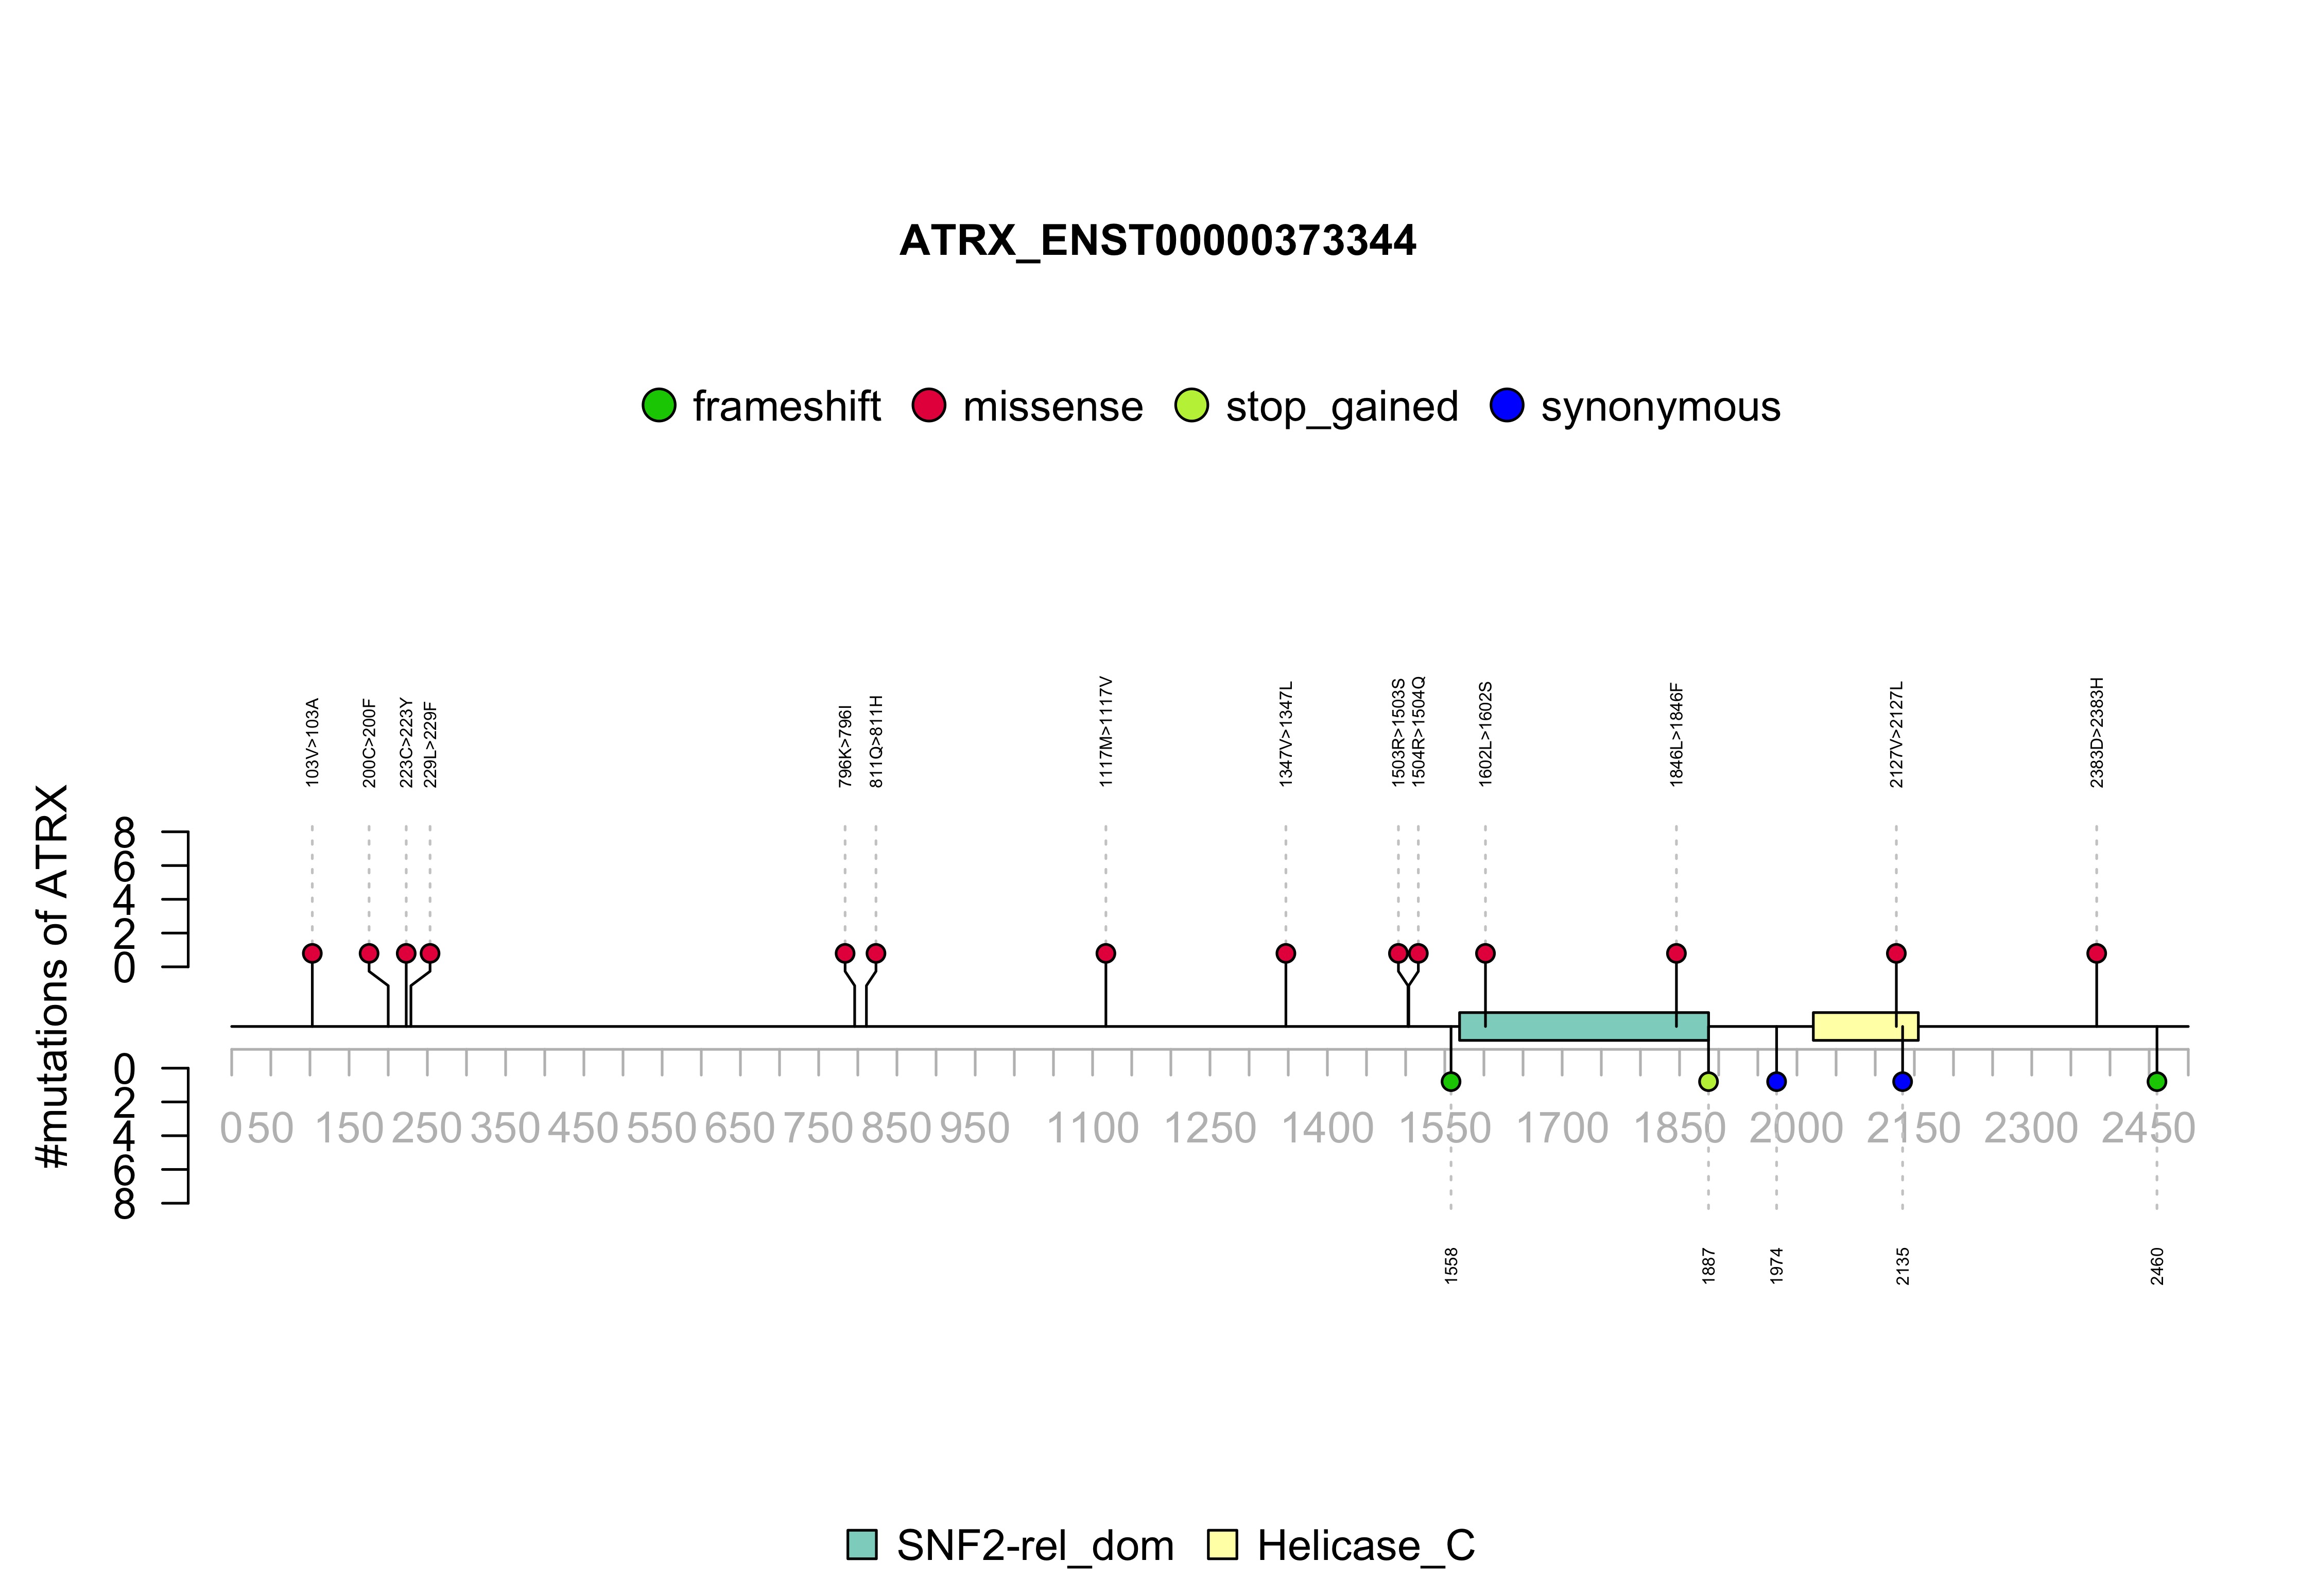 ATRX_ENST00000373344
frameshift missense stop_gained synonymous
103V>103A 200C>200F 223C>223Y 229L>229F 796K>796I 811Q>811H 1117M>1117V 1347V>1347L 1503R>1503S 1504R>1504Q 1602L>1602S 1846L>1846F 2127V>2127L 2383D>2383H
#mutations of ATRX
8
6
4
2
0
0
2
4
6
8
0 50 150 250 350 450 550 650 750 850 950 1100 1250 1400 1550 1700 1850 2000 2150 2300 2450
1558 1887 1974 2135 2460
SNF2-rel_dom Helicase_C